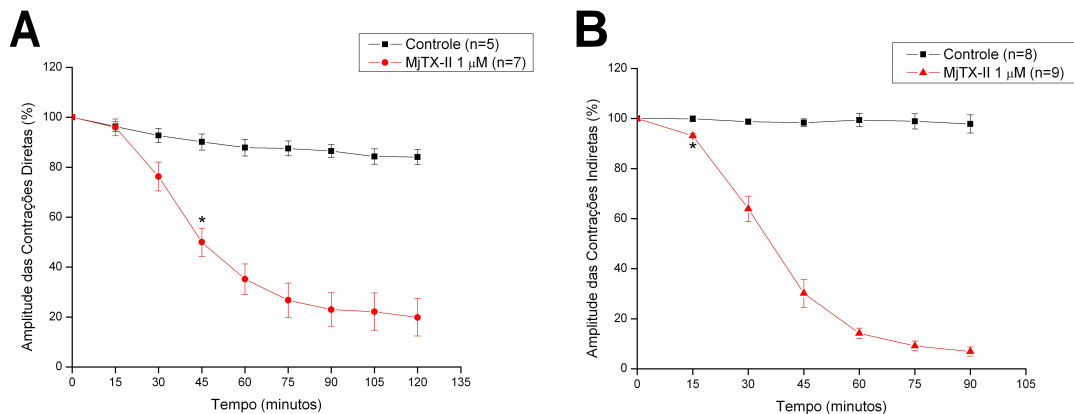 A
Controle (n=5)
MjTX-II 1 μM (n=7)
Amplitude das Contrações Diretas (%)
120
100
80
60
40
20
0
*
0 15 30 45 60 75 90 105 120 135
Tempo (minutos)
B
Controle (n=8)
MjTX-II 1 μM (n=9)
Amplitude das Contrações Indiretas (%)
120
100
80
60
40
20
0
*
0 15 30 45 60 75 90 105
Tempo (minutos)